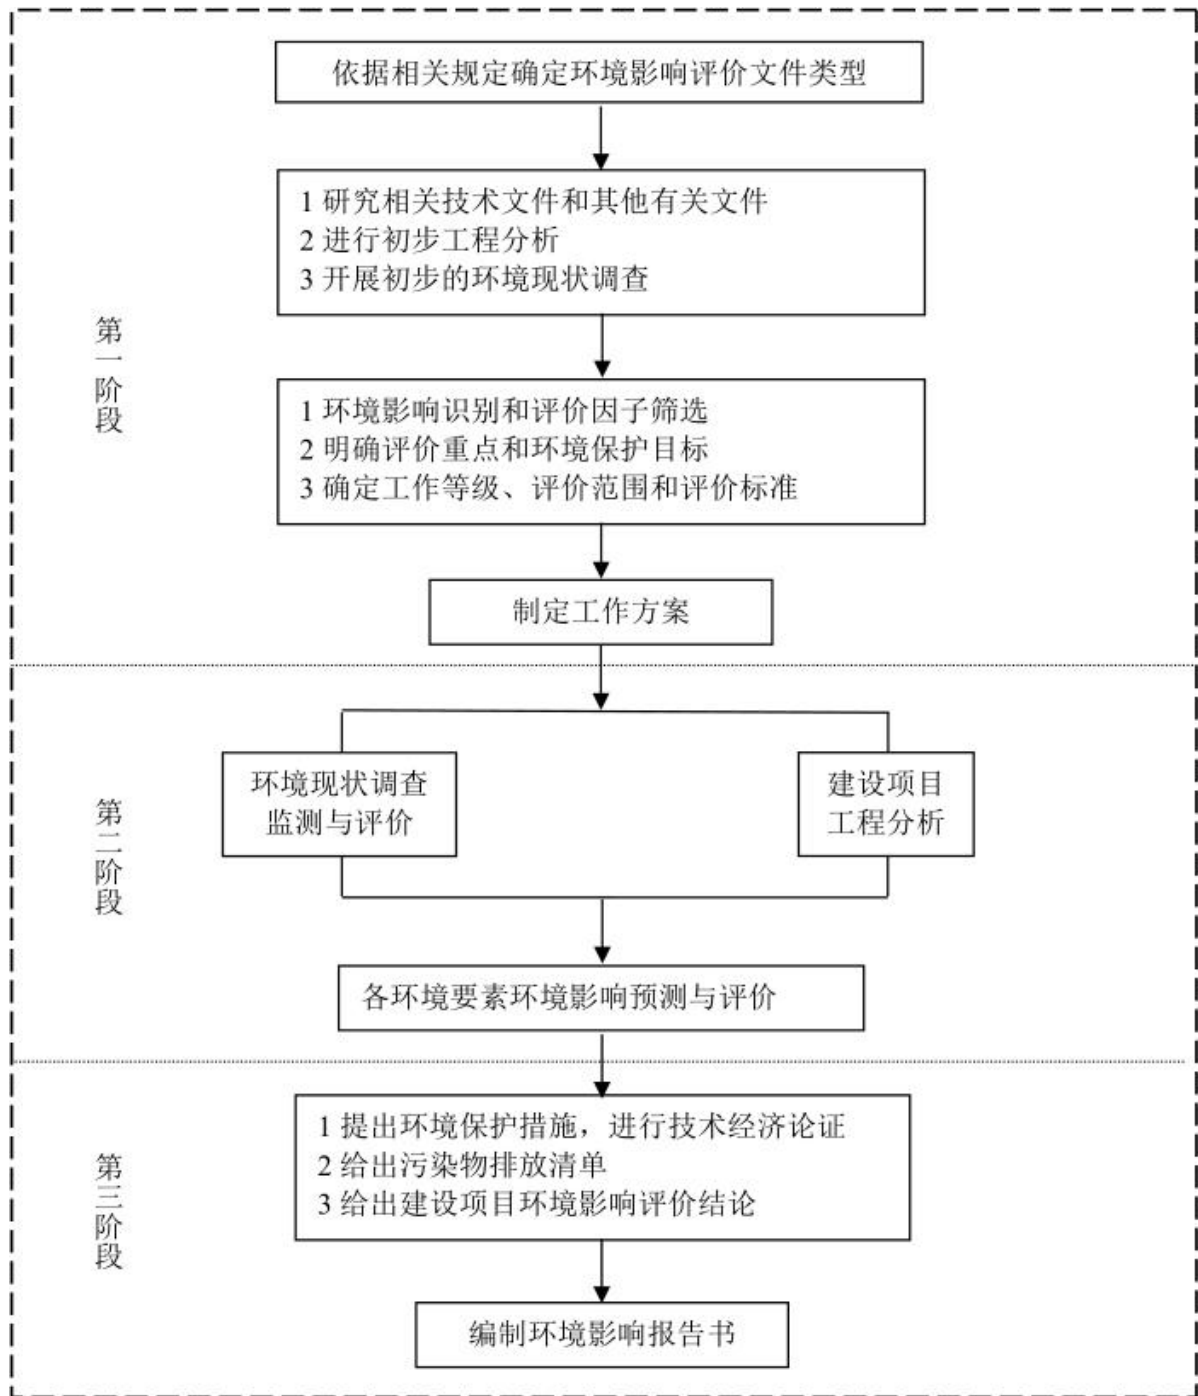 依据相关规定确定环境影响评价文件类型
1 研究相关技术文件和其他有关文件
2 进行初步工程分析
3 开展初步的环境现状调查
第一阶段
1 环境影响识别和评价因子筛选
2 明确评价重点和环境保护目标
3 确定工作等级、评价范围和评价标准
制定工作方案
第二阶段
环境现状调查
监测与评价
建设项目
工程分析
各环境要素环境影响预测与评价
第三阶段
1 提出环境保护措施，进行技术经济论证
2 给出污染物排放清单
3 给出建设项目环境影响评价结论
编制环境影响报告书